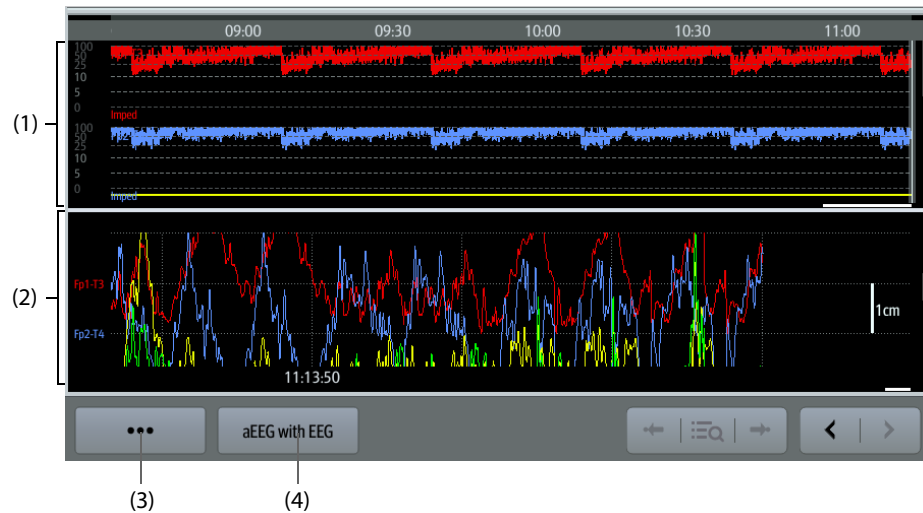 09:00 09:30 10:00 10:30 11:00
100
50
25
10
5
0
Imped
100
50
25
10
5
0
Imped
(1)
Fp1-T3
(2)
1cm
Fp2-T4
11:13:50
••• aEEG with EEG
(3) (4)